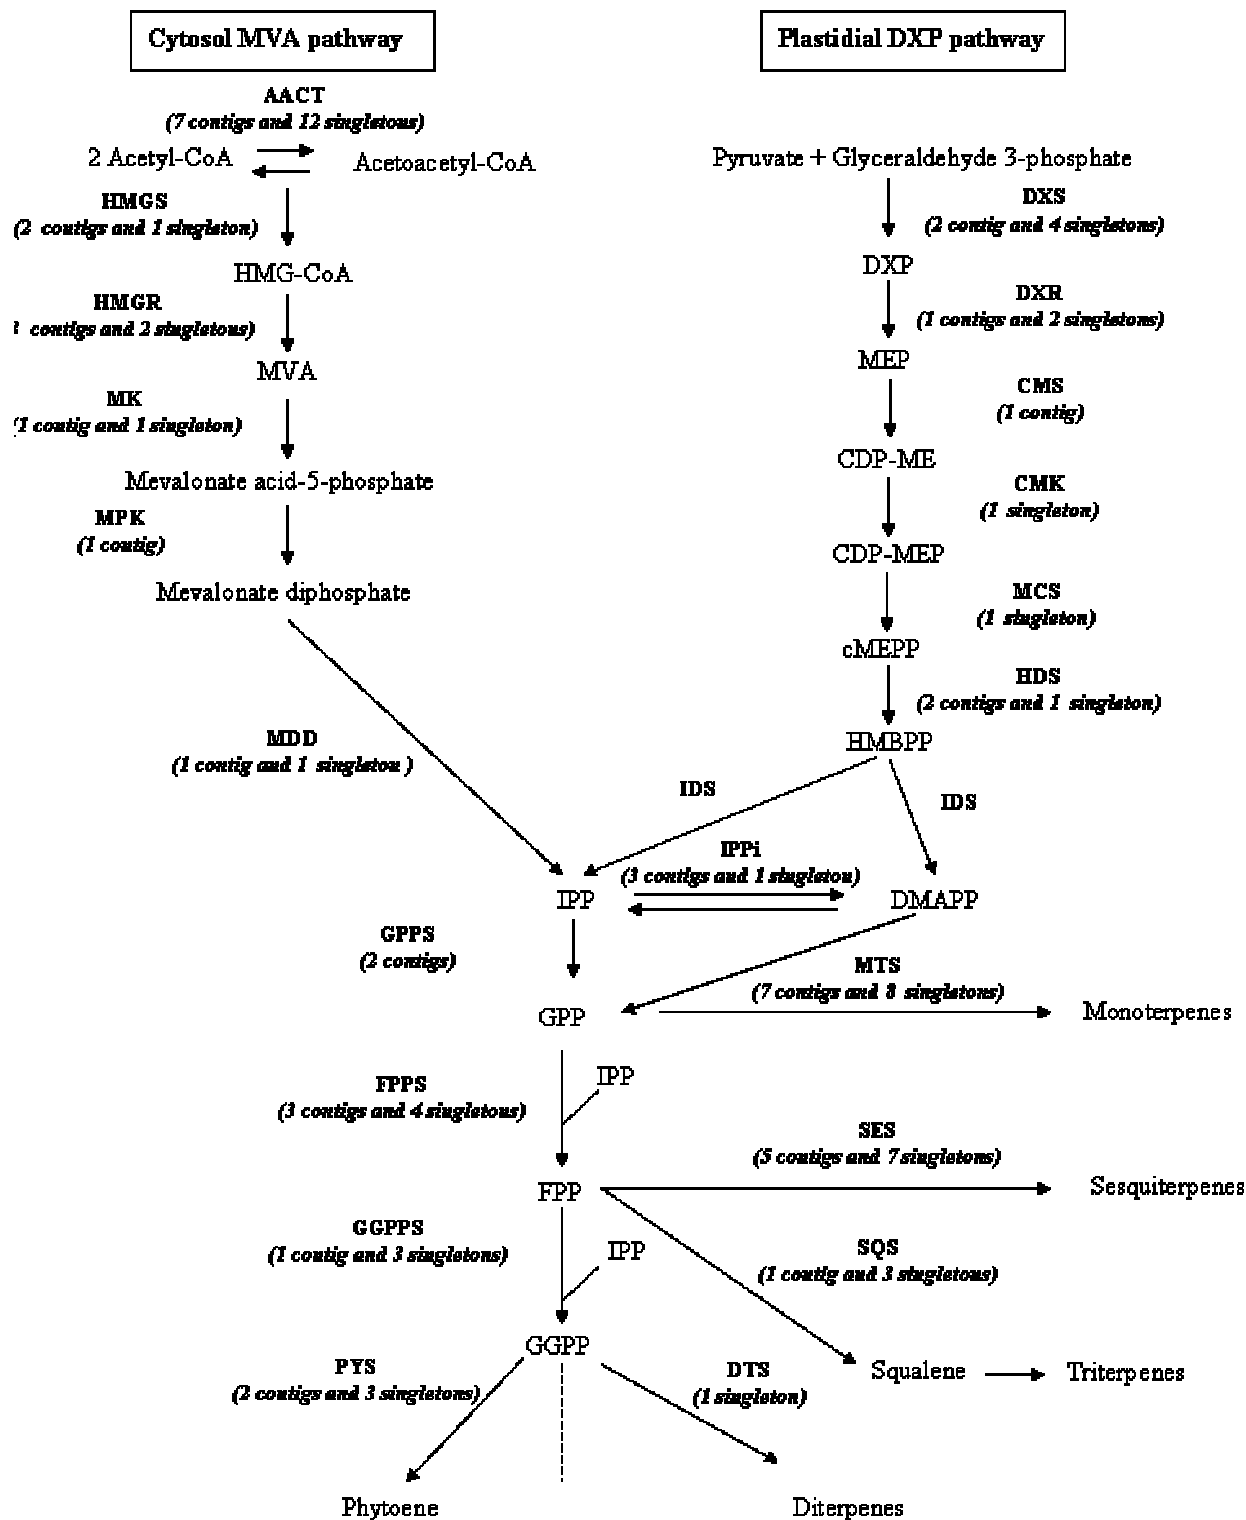 Cytosol MVA pathway
Plastidial DXP pathway
AACT
(7 contigs and 12 singletons)
2 Acetyl-CoA
Acetoacetyl-CoA
Pyruvate + Glyceraldehyde 3-phosphate
HMGS
(2 contigs and 1 singleton)
DXS
(2 contig and 4 singletons)
HMG-CoA
DXP
HMGR
contigs and 2 singletons)
DXR
(1 contigs and 2 singletons)
MVA
MEP
MK
(1 contig and 1 singleton)
CMS
(1 contig)
Mevalonate acid-5-phosphate
CDP-ME
MPK
(1 contig)
CMK
(1 singleton)
CDP-MEP
Mevalonate diphosphate
MCS
(1 singleton)
cMEPP
HDS
(2 contigs and 1 singleton)
MDD
(1 contig and 1 singleton )
HMBPP
IDS
IDS
IPPi
(3 contigs and 1 singleton)
IPP
DMAPP
GPPS
(2 contigs)
MTS
(7 contigs and 8 singletons)
GPP
Monoterpenes
IPP
FPPS
(3 contigs and 4 singletons)
SES
(5 contigs and 7 singletons)
FPP
Sesquiterpenes
GGPPS
(1 contig and 3 singletons)
IPP
SQS
(1 contig and 3 singletons)
GGPP
PYS
(2 contigs and 3 singletons)
DTS
(1 singleton)
Squalene
Triterpenes
Phytoene
Diterpenes